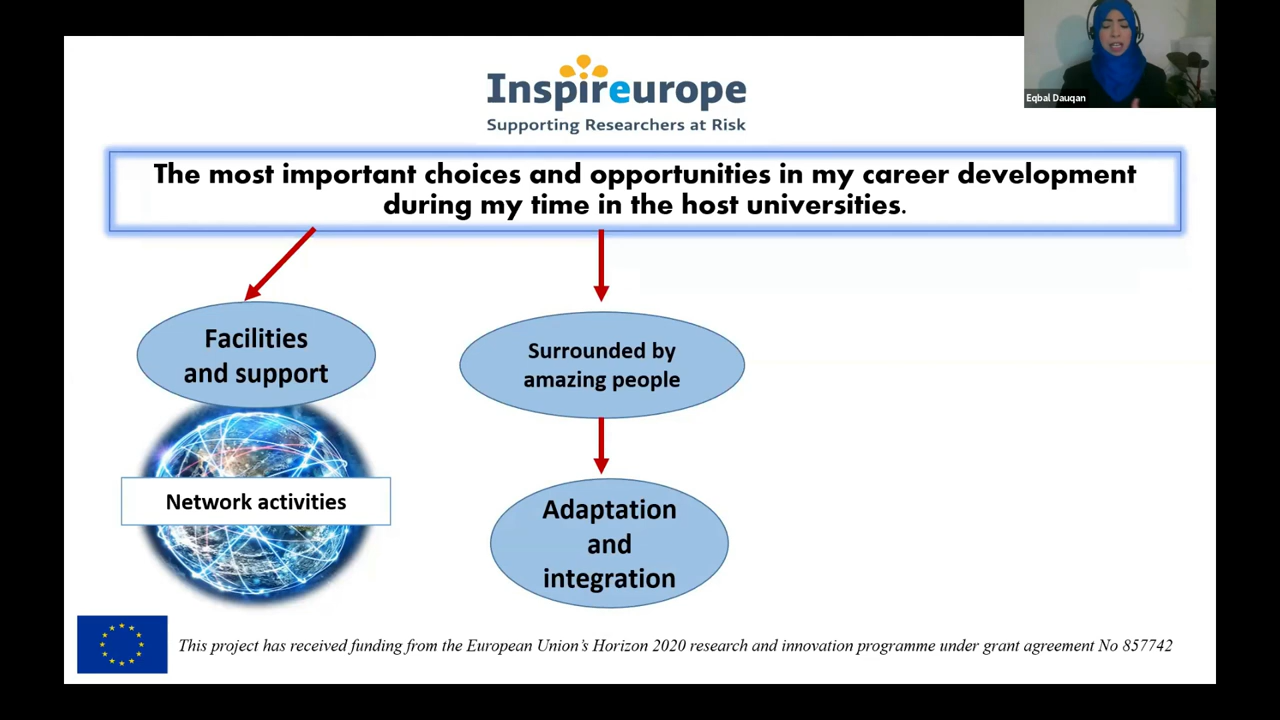 Inspireurope
Supporting Researchers at Risk
Eqbal Dauqan
The most important choices and opportunities in my career development
during my time in the host universities.
Facilities
and support
Surrounded by
amazing people
Network activities
Adaptation
and
integration
This project has received funding from the European Union's Horizon 2020 research and innovation programme under grant agreement No 857742